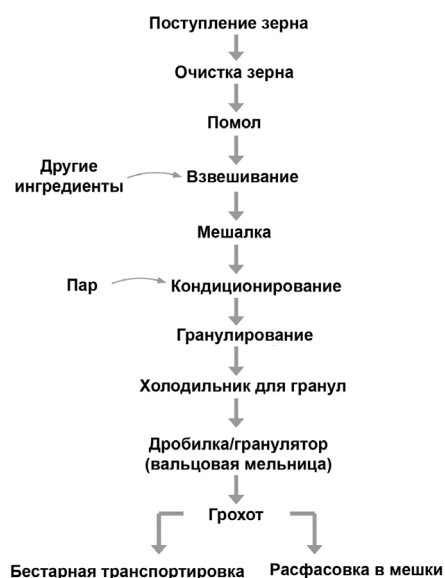 Поступление зерна
Очистка зерна
Помол
Другие
ингредиенты
Взвешивание
Мешалка
Пар
Кондиционирование
Гранулирование
Холодильник для гранул
Дробилка/гранулятор
(вальцовая мельница)
Грохот
Бестарная транспортировка
Расфасовка в мешки